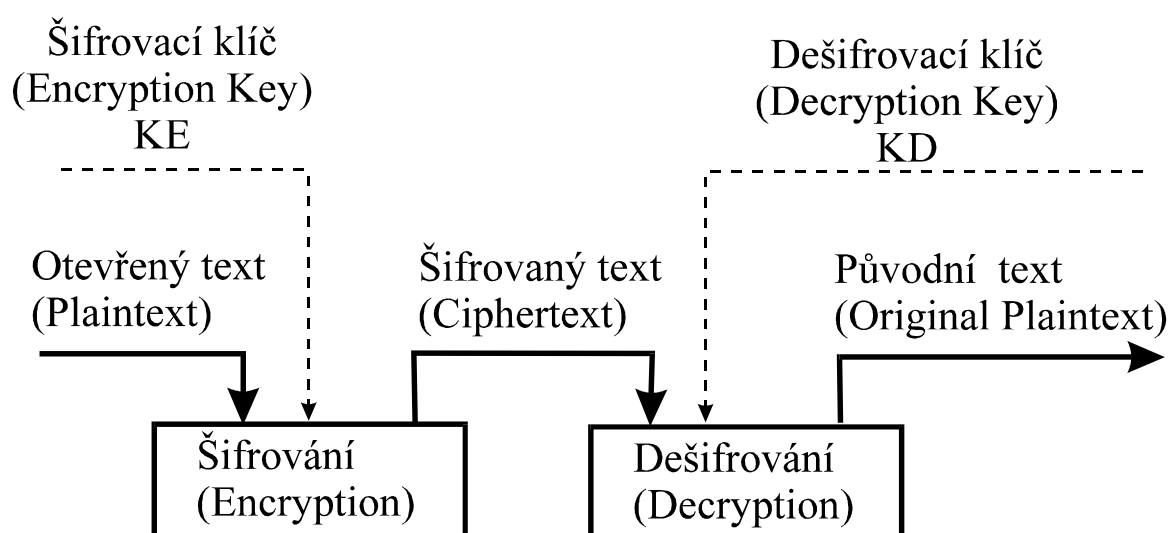 Šifrovací klíč
(Encryption Key)
KE
Dešifrovací klíč
(Decryption Key)
KD
Otevřený text
(Plaintext)
Šifrovaný text
(Ciphertext)
Původní text
(Original Plaintext)
Šifrování
(Encryption)
Dešifrování
(Decryption)